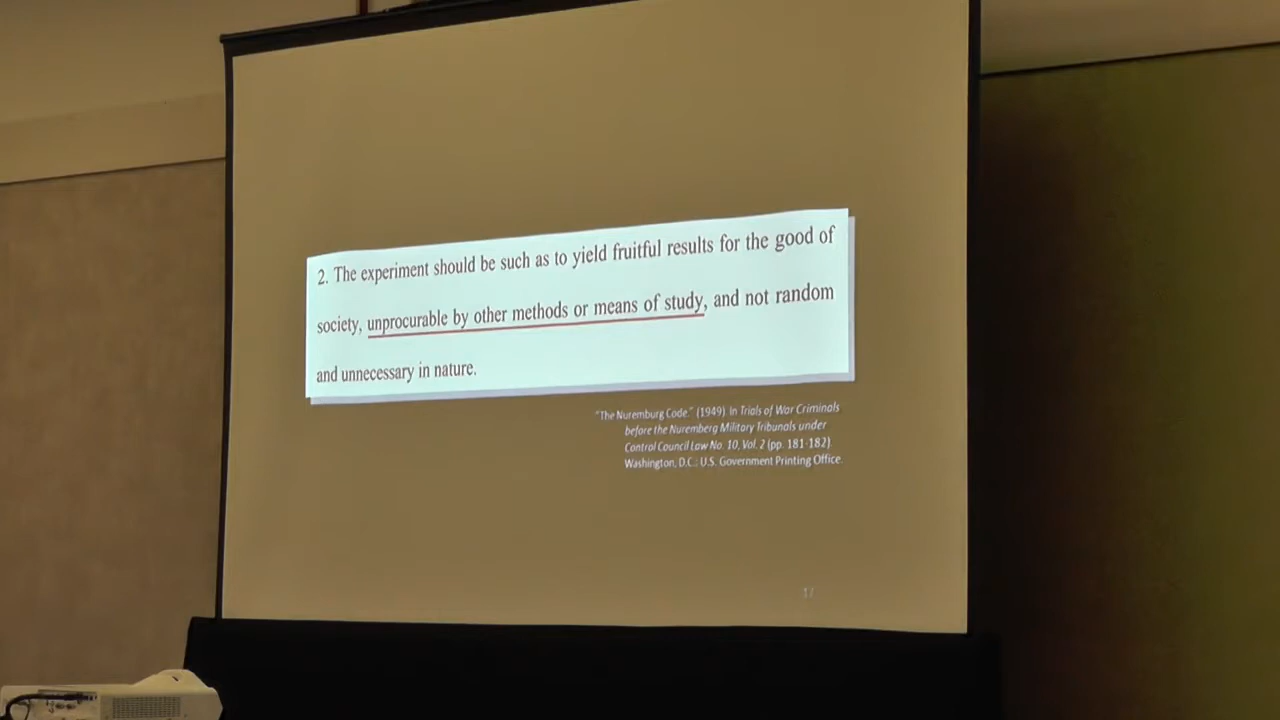 2. The experiment should be such as to yield fruitful results for the good of
society, unprocurable by other methods or means of study, and not random
and unnecessary in nature.
"The Nuremburg Code." (1949). In Trials of War Criminals
before the Nuremberg Military Tribunals under
Control Council Law No. 10, Vol. 2 (pp. 181-182).
Washington, D.C.: U.S. Government Printing Office.
17